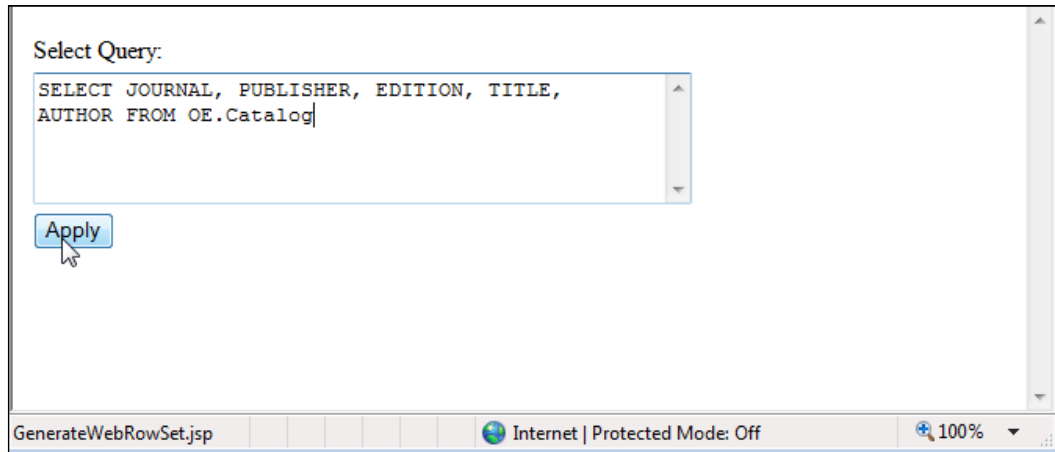 Select Query:
SELECT JOURNAL, PUBLISHER, EDITION, TITLE,
AUTHOR FROM OE.Catalog
Apply
GenerateWebRowSet.jsp
Internet | Protected Mode: Off
100%